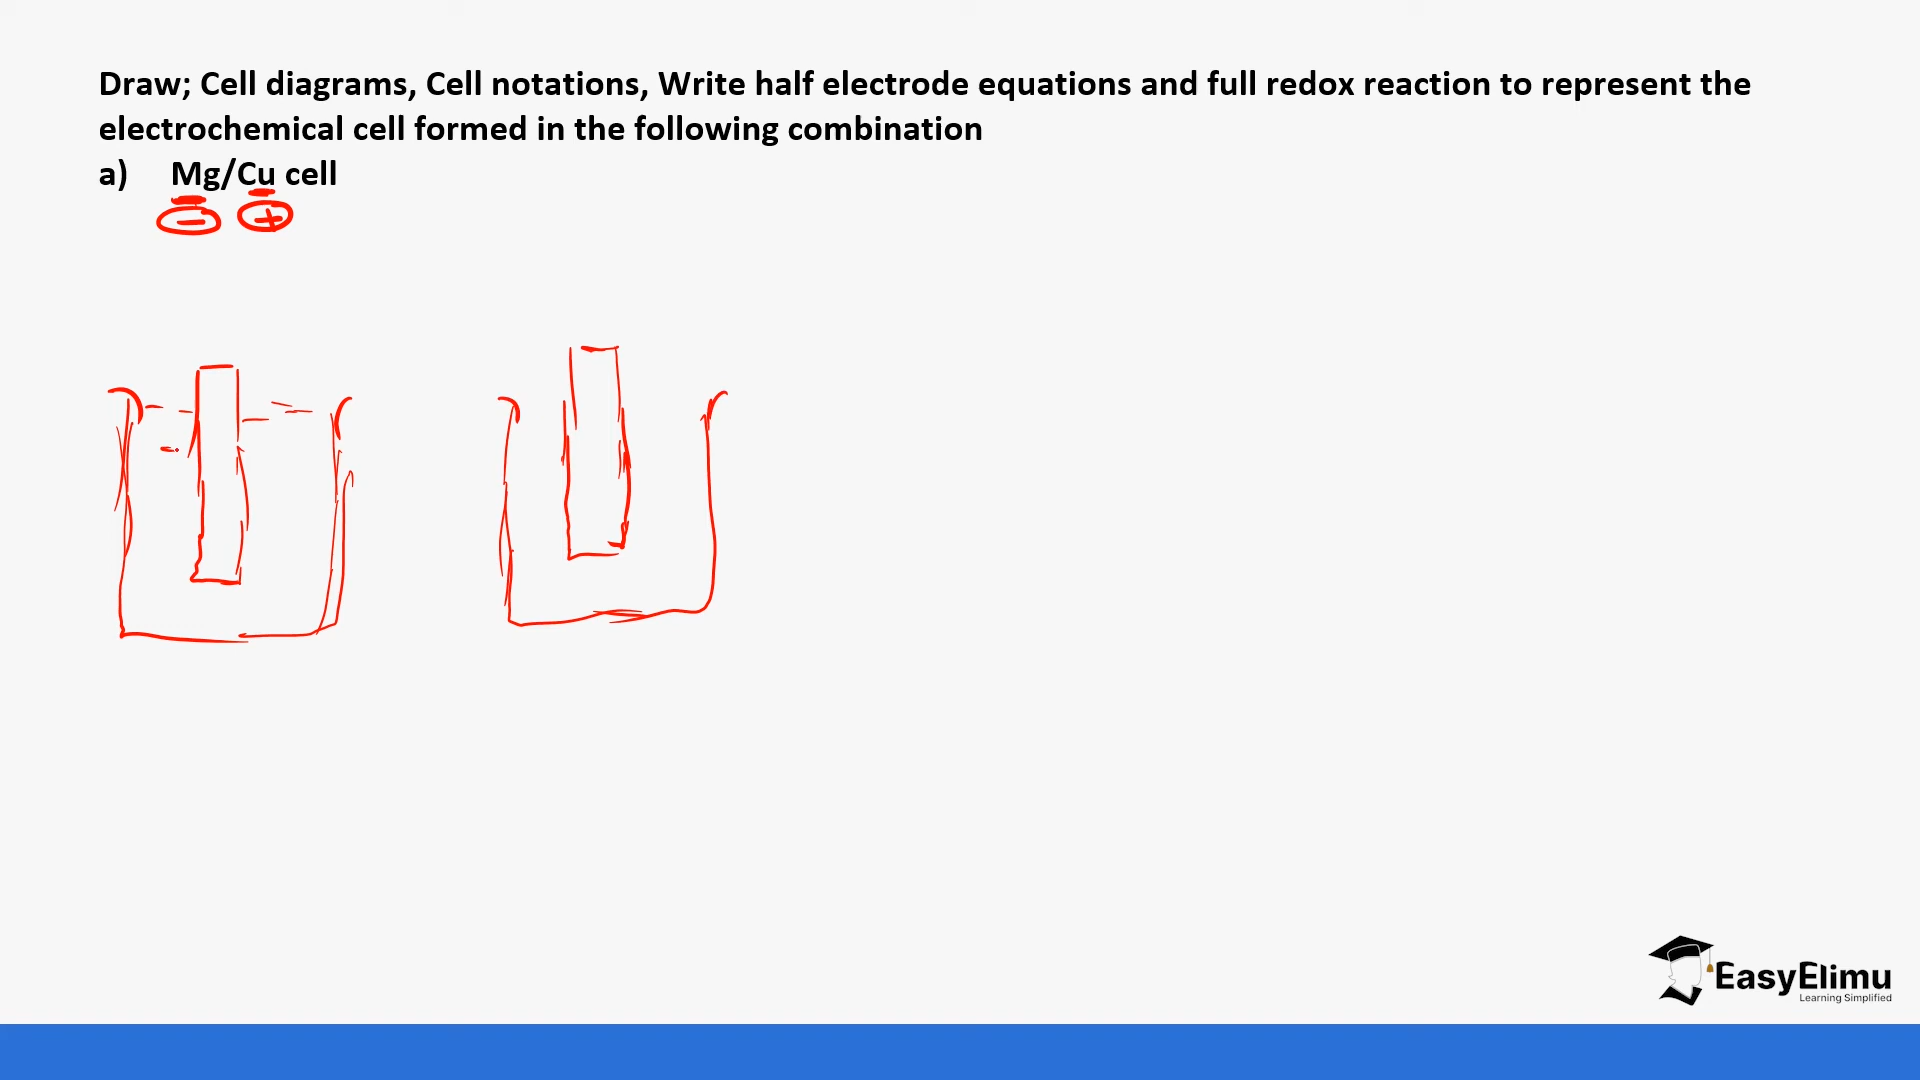 Draw; Cell diagrams, Cell notations, Write half electrode equations and full redox reaction to represent the
electrochemical cell formed in the following combination
a) Mg/Cu cell
- +
EasyElimu
Learning Simplified